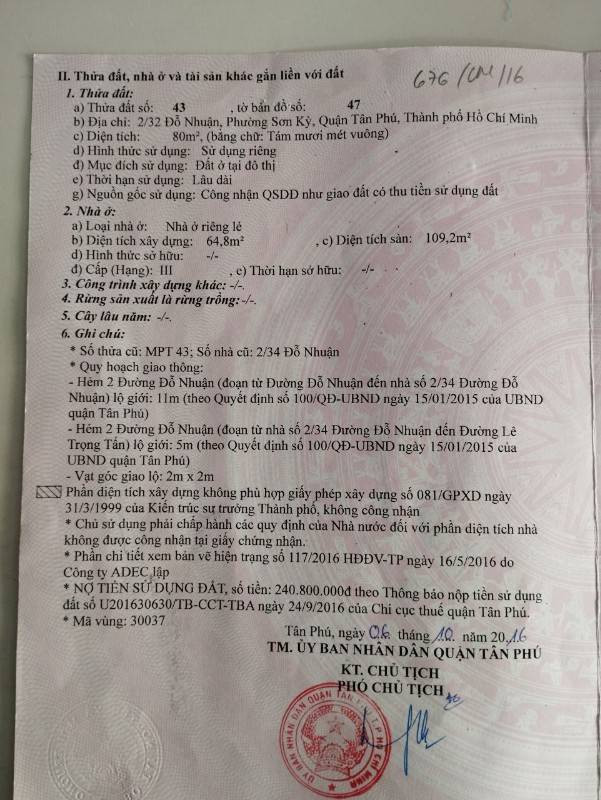 II. Thửa đất, nhà ở và tài sản khác gắn liền với đất
676 /CM/16
1. Thửa đất:
a) Thửa đất số: 43 , tờ bản đồ số: 47
b) Địa chỉ: 2/32 Đỗ Nhuận, Phường Sơn Kỳ, Quận Tân Phú, Thành phố Hồ Chí Minh
c) Diện tích: 80m², (bằng chữ: Tám mươi mét vuông)
d) Hình thức sử dụng: Sử dụng riêng
đ) Mục đích sử dụng: Đất ở tại đô thị
e) Thời hạn sử dụng: Lâu dài
g) Nguồn gốc sử dụng: Công nhận QSDĐ như giao đất có thu tiền sử dụng đất
2. Nhà ở:
a) Loại nhà ở: Nhà ở riêng lẻ
b) Diện tích xây dựng: 64,8m² , c) Diện tích sàn: 109,2m²
d) Hình thức sở hữu: -/-
đ) Cấp (Hạng): III , e) Thời hạn sở hữu: -/-
3. Công trình xây dựng khác: -/-.
4. Rừng sản xuất là rừng trồng: -/-.
5. Cây lâu năm: -/-.
6. Ghi chú:
* Số thửa cũ: MPT 43; Số nhà cũ: 2/34 Đỗ Nhuận
* Quy hoạch giao thông:
- Hẻm 2 Đường Đỗ Nhuận (đoạn từ Đường Đỗ Nhuận đến nhà số 2/34 Đường Đỗ
Nhuận) lộ giới: 11m (theo Quyết định số 100/QĐ-UBND ngày 15/01/2015 của UBND
quận Tân Phú)
- Hẻm 2 Đường Đỗ Nhuận (đoạn từ nhà số 2/34 Đường Đỗ Nhuận đến Đường Lê
Trọng Tấn) lộ giới: 5m (theo Quyết định số 100/QĐ-UBND ngày 15/01/2015 của
UBND quận Tân Phú)
- Vạt góc giao lộ: 2m x 2m
Phần diện tích xây dựng không phù hợp giấy phép xây dựng số 081/GPXD ngày
31/3/1999 của Kiến trúc sư trưởng Thành phố, không công nhận
* Chủ sử dụng phải chấp hành các quy định của Nhà nước đối với phần diện tích nhà
không được công nhận tại giấy chứng nhận.
* Phần chi tiết xem bản vẽ hiện trạng số 117/2016 HĐĐV-TP ngày 16/5/2016 do
Công ty ADEC lập
* NỢ TIỀN SỬ DỤNG ĐẤT, số tiền: 240.800.000đ theo Thông báo nộp tiền sử dụng
đất số U201630630/TB-CCT-TBA ngày 24/9/2016 của Chi cục thuế quận Tân Phú.
* Mã vùng: 30037
Tân Phú, ngày 06 tháng 10 năm 2016
TM. ỦY BAN NHÂN DÂN QUẬN TÂN PHÚ
KT. CHỦ TỊCH
PHÓ CHỦ TỊCH
ỦY BAN NHÂN DÂN QUẬN TÂN PHÚ T.P HỒ CHÍ MINH